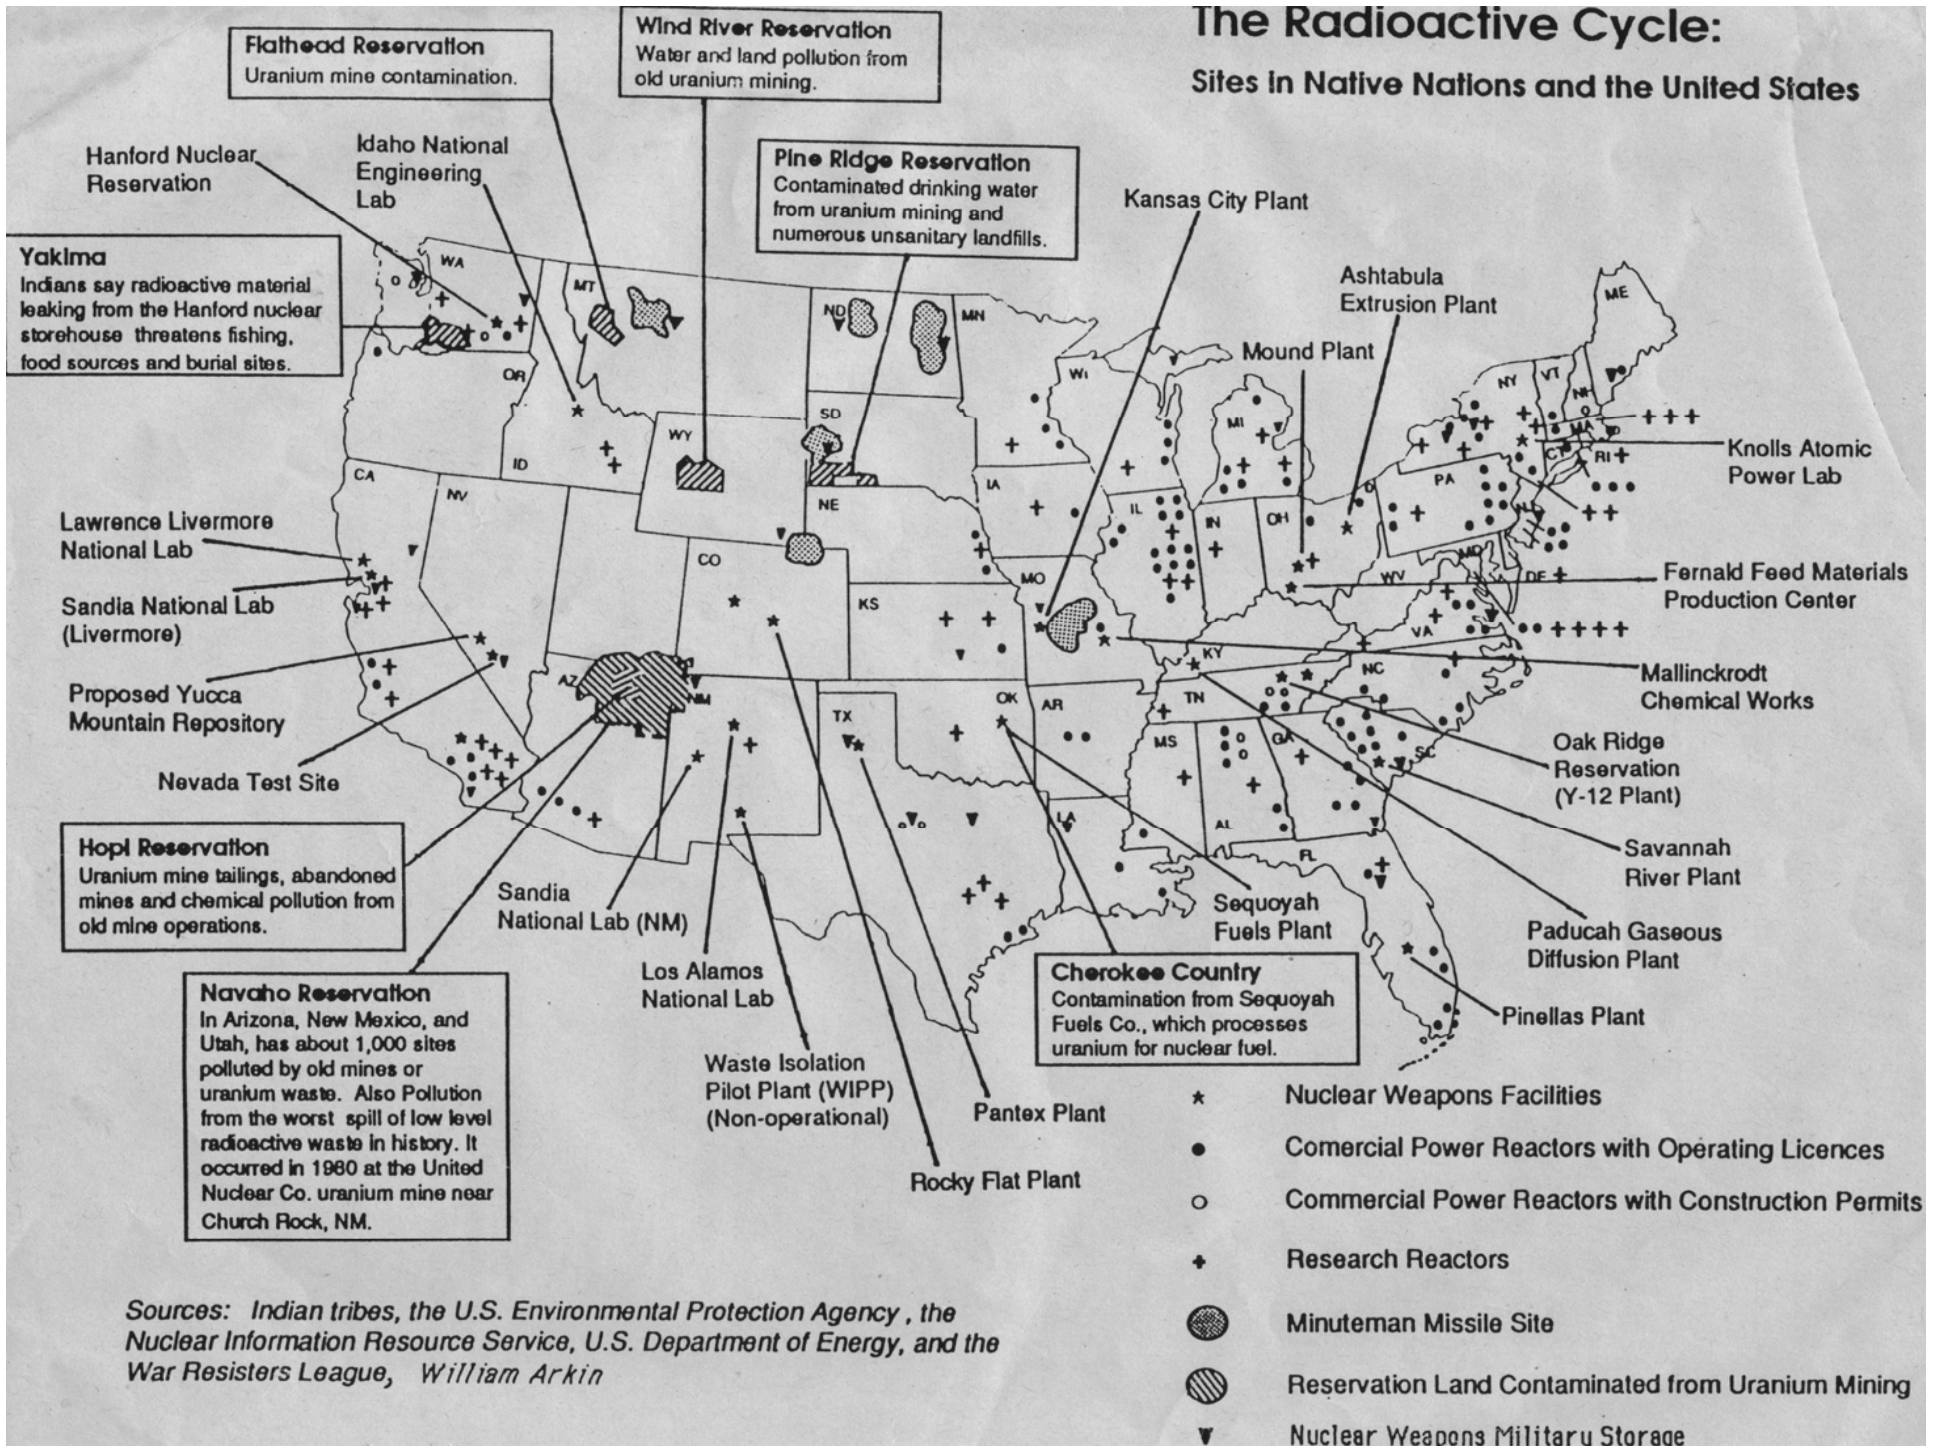 The Radioactive Cycle:
Sites in Native Nations and the United States
Flathead Reservation
Uranium mine contamination.
Wind River Reservation
Water and land pollution from
old uranium mining.
Hanford Nuclear
Reservation
Idaho National
Engineering
Lab
Pine Ridge Reservation
Contaminated drinking water
from uranium mining and
numerous unsanitary landfills.
Kansas City Plant
Yakima
Indians say radioactive material
leaking from the Hanford nuclear
storehouse threatens fishing,
food sources and burial sites.
Ashtabula
Extrusion Plant
Mound Plant
WA
MT
ND
MN
ME
OR
WI
NY
VT
NH
SD
MI
MA
WY
ID
CT
RI
Knolls Atomic
Power Lab
CA
NV
IA
PA
NE
IL
IN
OH
NJ
Lawrence Livermore
National Lab
CO
MD
MO
WV
DE
Fernald Feed Materials
Production Center
Sandia National Lab
(Livermore)
KS
VA
KY
NC
Mallinckrodt
Chemical Works
Proposed Yucca
Mountain Repository
AZ
NM
OK
AR
TN
TX
MS
GA
SC
Oak Ridge
Reservation
(Y-12 Plant)
Nevada Test Site
LA
AL
FL
Hopi Reservation
Uranium mine tailings, abandoned
mines and chemical pollution from
old mine operations.
Savannah
River Plant
Sandia
National Lab (NM)
Sequoyah
Fuels Plant
Paducah Gaseous
Diffusion Plant
Los Alamos
National Lab
Cherokee Country
Contamination from Sequoyah
Fuels Co., which processes
uranium for nuclear fuel.
Pinellas Plant
Navaho Reservation
In Arizona, New Mexico, and
Utah, has about 1,000 sites
polluted by old mines or
uranium waste. Also Pollution
from the worst spill of low level
radioactive waste in history. It
occurred in 1980 at the United
Nuclear Co. uranium mine near
Church Rock, NM.
Waste Isolation
Pilot Plant (WIPP)
(Non-operational)
Pantex Plant
Rocky Flat Plant
Nuclear Weapons Facilities
Comercial Power Reactors with Operating Licences
Commercial Power Reactors with Construction Permits
Research Reactors
Minuteman Missile Site
Reservation Land Contaminated from Uranium Mining
Nuclear Weapons Military Storage
Sources: Indian tribes, the U.S. Environmental Protection Agency , the
Nuclear Information Resource Service, U.S. Department of Energy, and the
War Resisters League, William Arkin